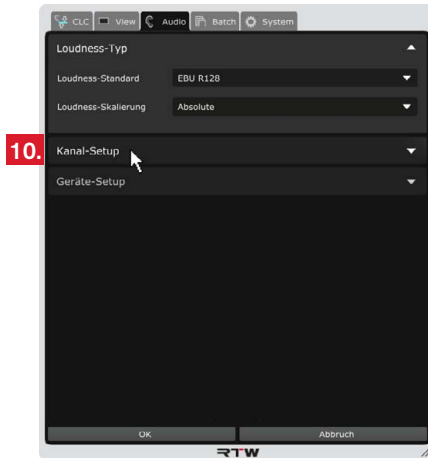 CLC View Audio Batch System
Loudness-Typ
Loudness-Standard EBU R128
Loudness-Skalierung Absolute
10. Kanal-Setup
Geräte-Setup
OK Abbruch
RTW